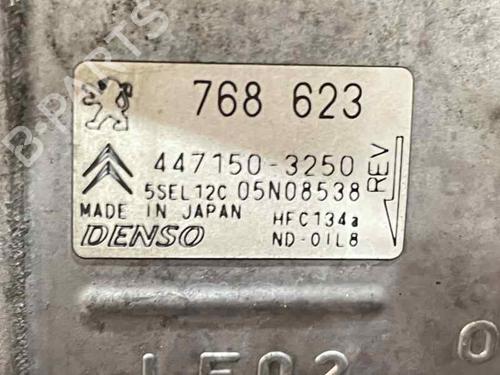 B-PARTS
768 623
447150-3250
5SEL12C 05N08538
REV
MADE IN JAPAN HFC134a
DENSO ND-OIL8